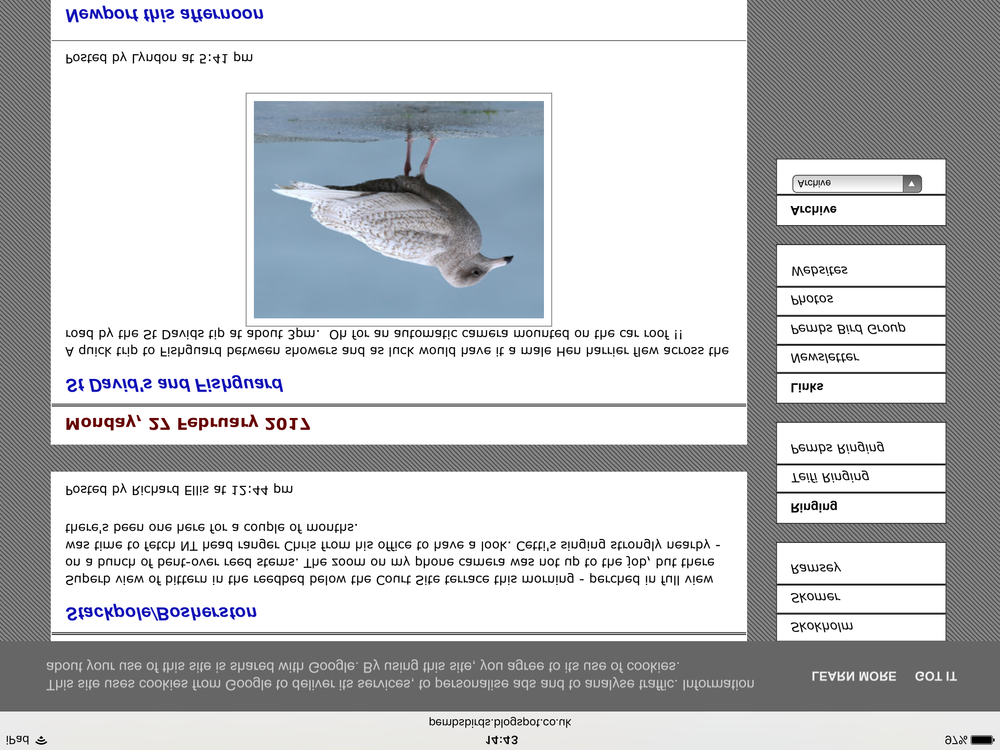 iPad
14:43
97%
pembsbirds.blogspot.co.uk
This site uses cookies from Google to deliver its services, to personalise ads and to analyse traffic. Information
about your use of this site is shared with Google. By using this site, you agree to its use of cookies.
LEARN MORE
GOT IT
Stackpole/Bosherston
Superb view of bittern in the reedbed below the Court Site terrace this morning - perched in full view
on a bunch of bent-over reed stems. The zoom on my phone camera was not up to the job, but there
was time to fetch NT head ranger Chris from his office to have a look. Cetti's singing strongly nearby -
there's been one here for a couple of months.
Posted by Richard Ellis at 12:44 pm
Monday, 27 February 2017
St David's and Fishguard
A quick trip to Fishguard between showers and as luck would have it a male Hen harrier flew across the
road by the St Davids tip at about 3pm.  Oh for an automatic camera mounted on the car roof !!
Posted by Lyndon at 5:41 pm
Newport this afternoon
Skokholm
Skomer
Ramsey
Ringing
Teifi Ringing
Pembs Ringing
Links
Newsletter
Pembs Bird Group
Photos
Websites
Archive
Archive